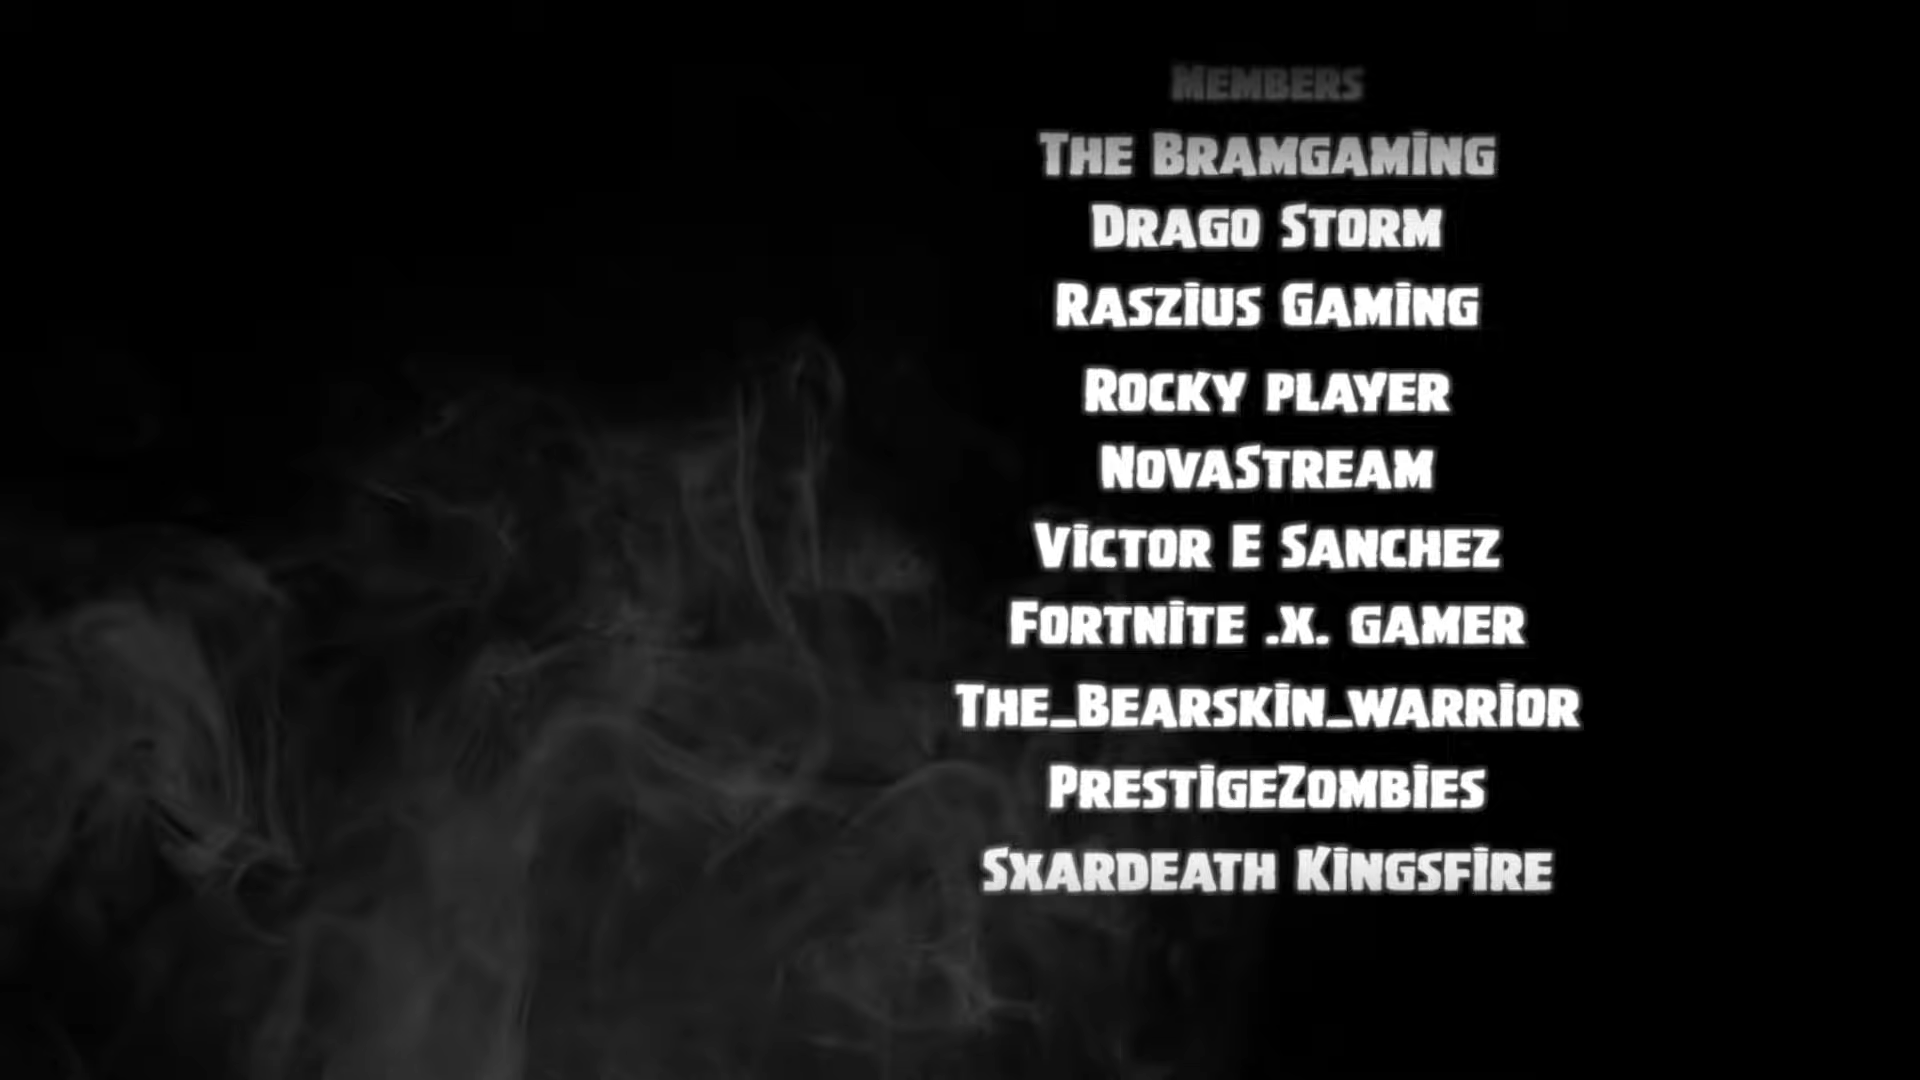 Members
The Bramgaming
Drago Storm
Raszius Gaming
Rocky player
NovaStream
Victor E Sanchez
Fortnite .x. gamer
The_Bearskin_warrior
PrestigeZombies
Sxardeath Kingsfire